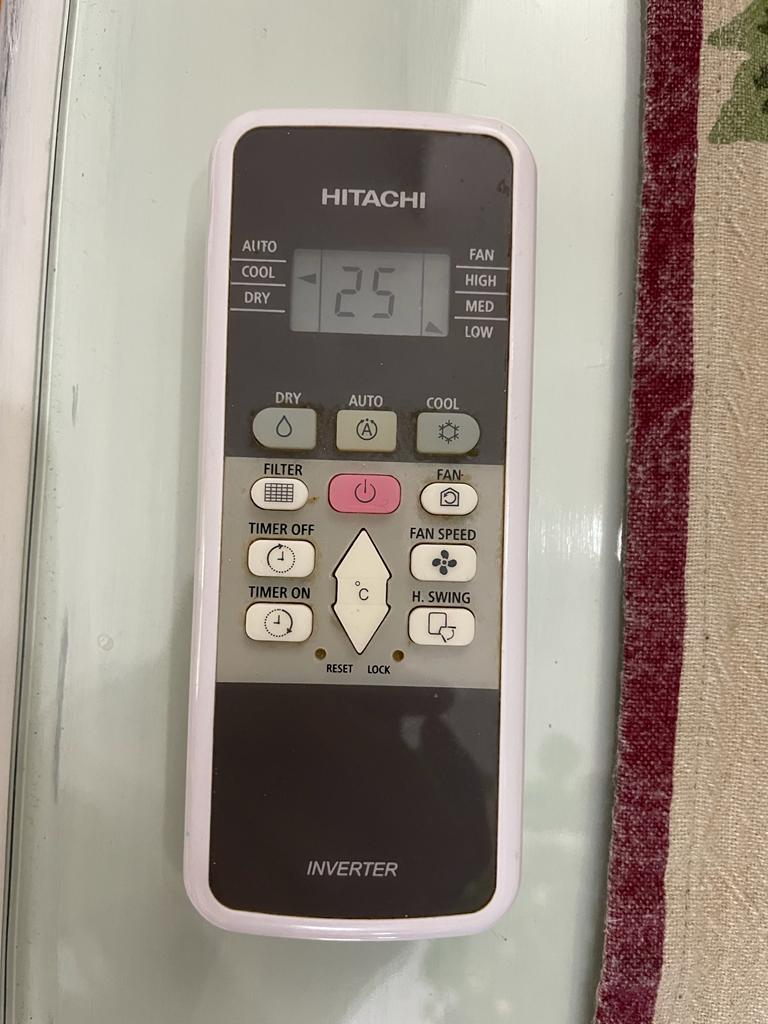 HITACHI
AUTO
COOL
DRY
25
FAN
HIGH
MED
LOW
DRY AUTO COOL
A
FILTER FAN
TIMER OFF FAN SPEED
°C
TIMER ON H. SWING
RESET LOCK
INVERTER